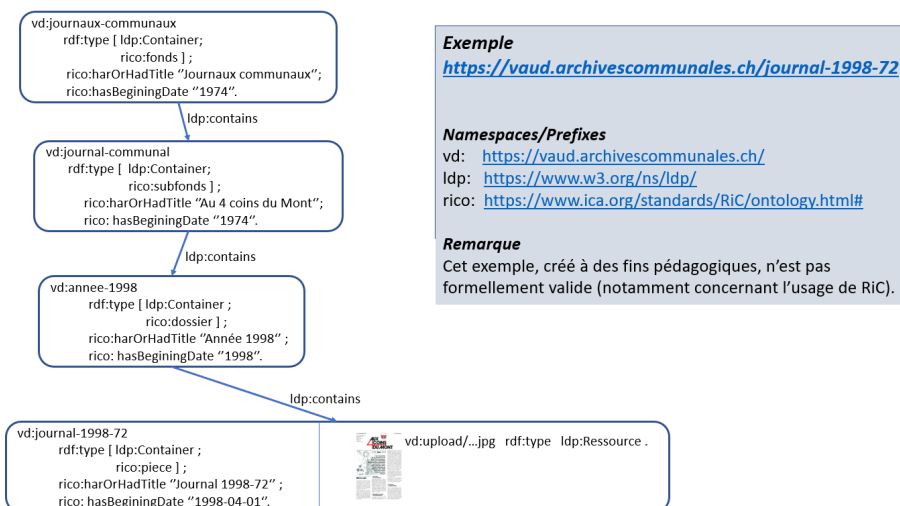 vd:journaux-communaux
rdf:type [ ldp:Container;
rico:fonds ] ;
rico:harOrHadTitle “Journaux communaux”;
rico:hasBeginingDate “1974”.
ldp:contains
vd:journal-communal
rdf:type [ ldp:Container;
rico:subfonds ] ;
rico:harOrHadTitle “Au 4 coins du Mont”;
rico: hasBeginingDate “1974”.
ldp:contains
vd:annee-1998
rdf:type [ ldp:Container ;
rico:dossier ] ;
rico:harOrHadTitle “Année 1998” ;
rico: hasBeginingDate “1998”.
ldp:contains
vd:journal-1998-72
rdf:type [ ldp:Container ;
rico:piece ] ;
rico:harOrHadTitle “Journal 1998-72” ;
rico: hasBeginingDate “1998-04-01”.
vd:upload/...jpg rdf:type ldp:Ressource .
Exemple
https://vaud.archivescommunales.ch/journal-1998-72
Namespaces/Prefixes
vd: https://vaud.archivescommunales.ch/
ldp: https://www.w3.org/ns/ldp/
rico: https://www.ica.org/standards/RiC/ontology.html#
Remarque
Cet exemple, créé à des fins pédagogiques, n’est pas
formellement valide (notamment concernant l’usage de RiC).